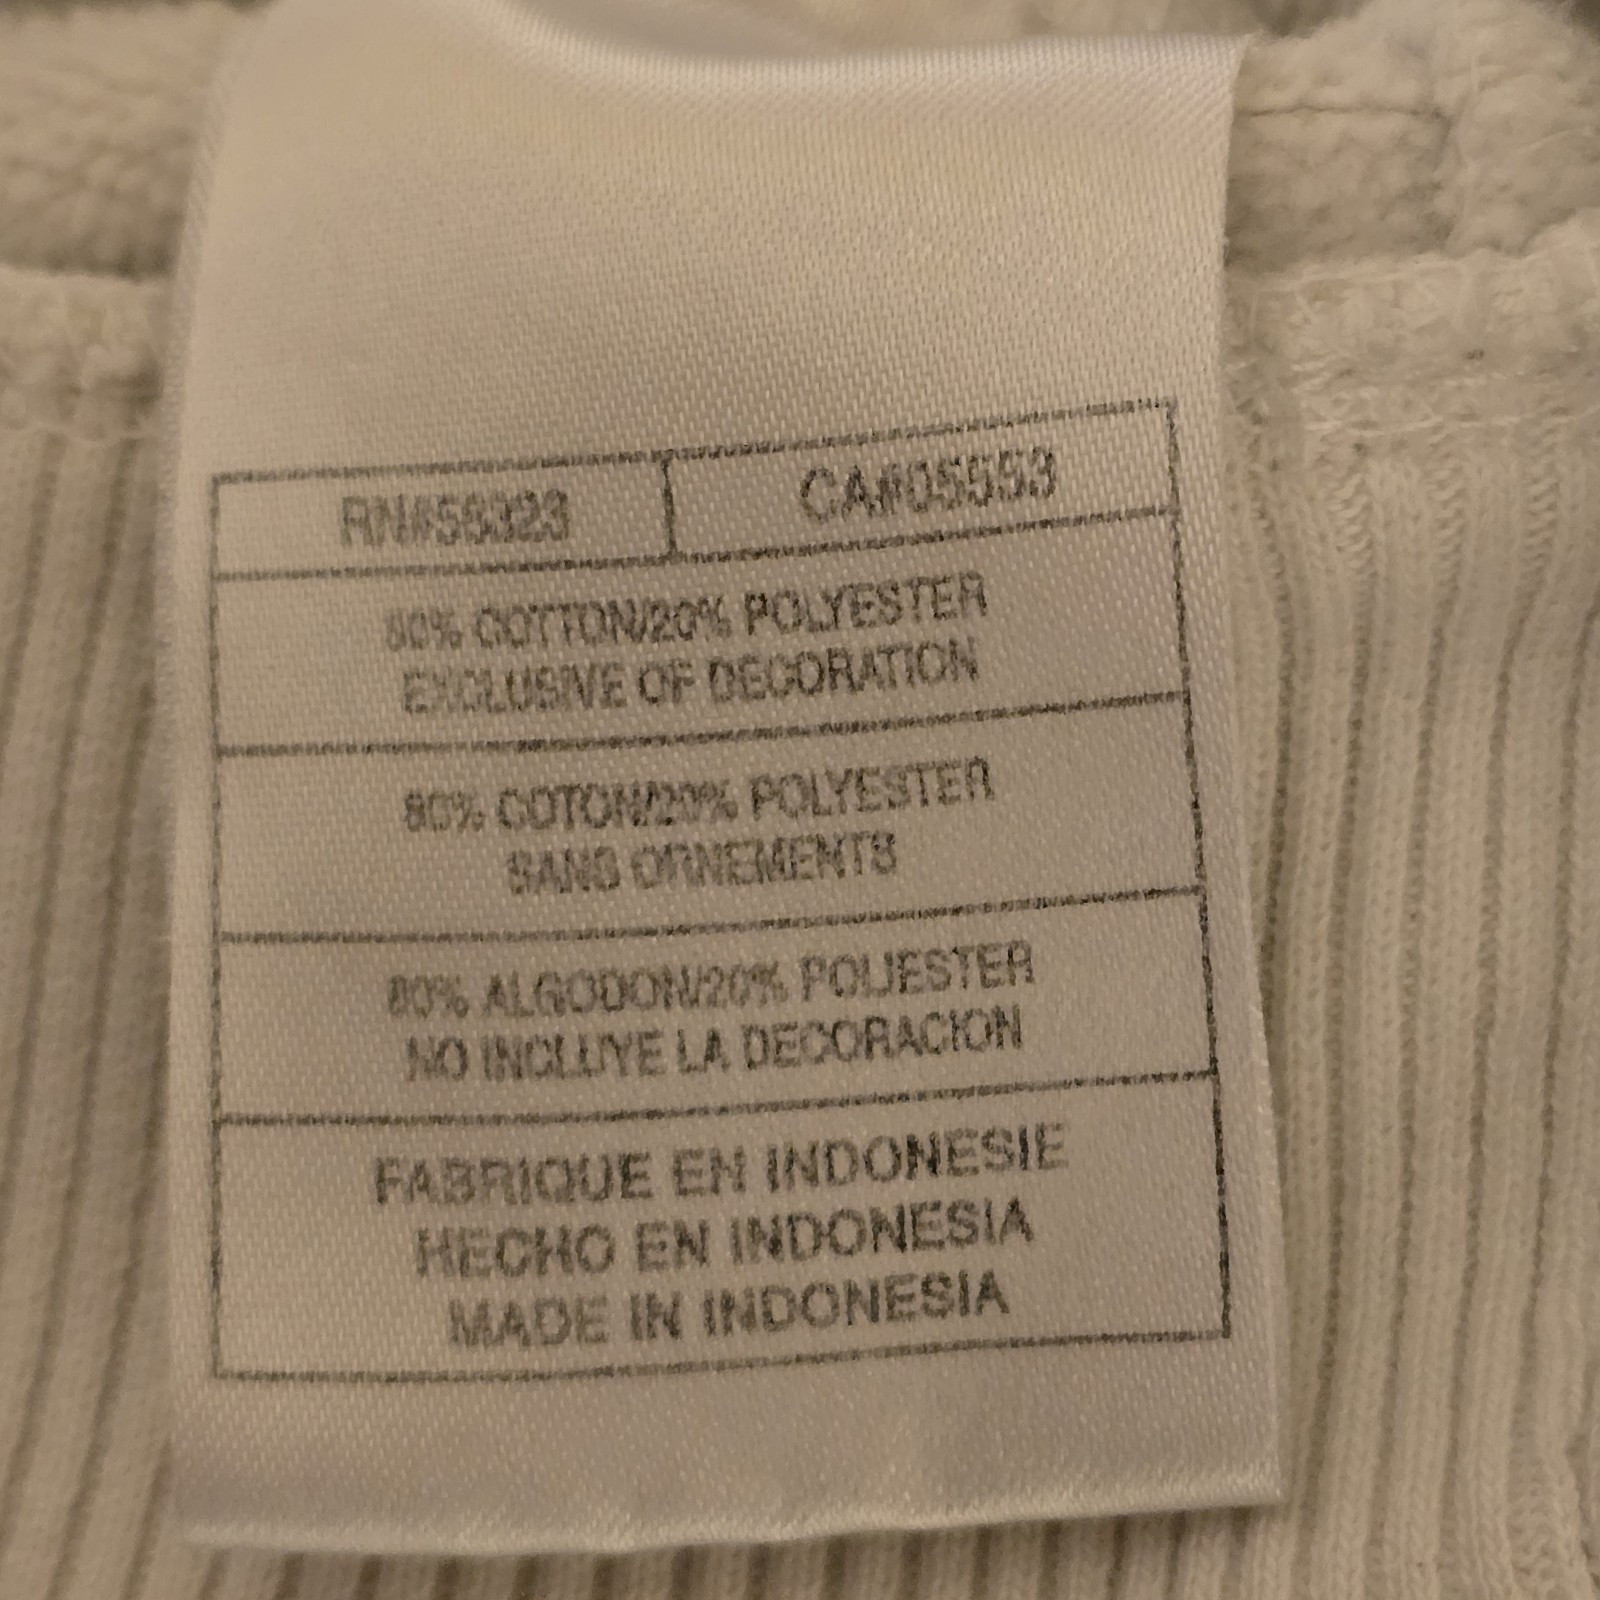 RN#56323 CA#05553
80% COTTON/20% POLYESTER
EXCLUSIVE OF DECORATION
80% COTON/20% POLYESTER
SANS ORNEMENTS
80% ALGODON/20% POLIESTER
NO INCLUYE LA DECORACION
FABRIQUE EN INDONESIE
HECHO EN INDONESIA
MADE IN INDONESIA